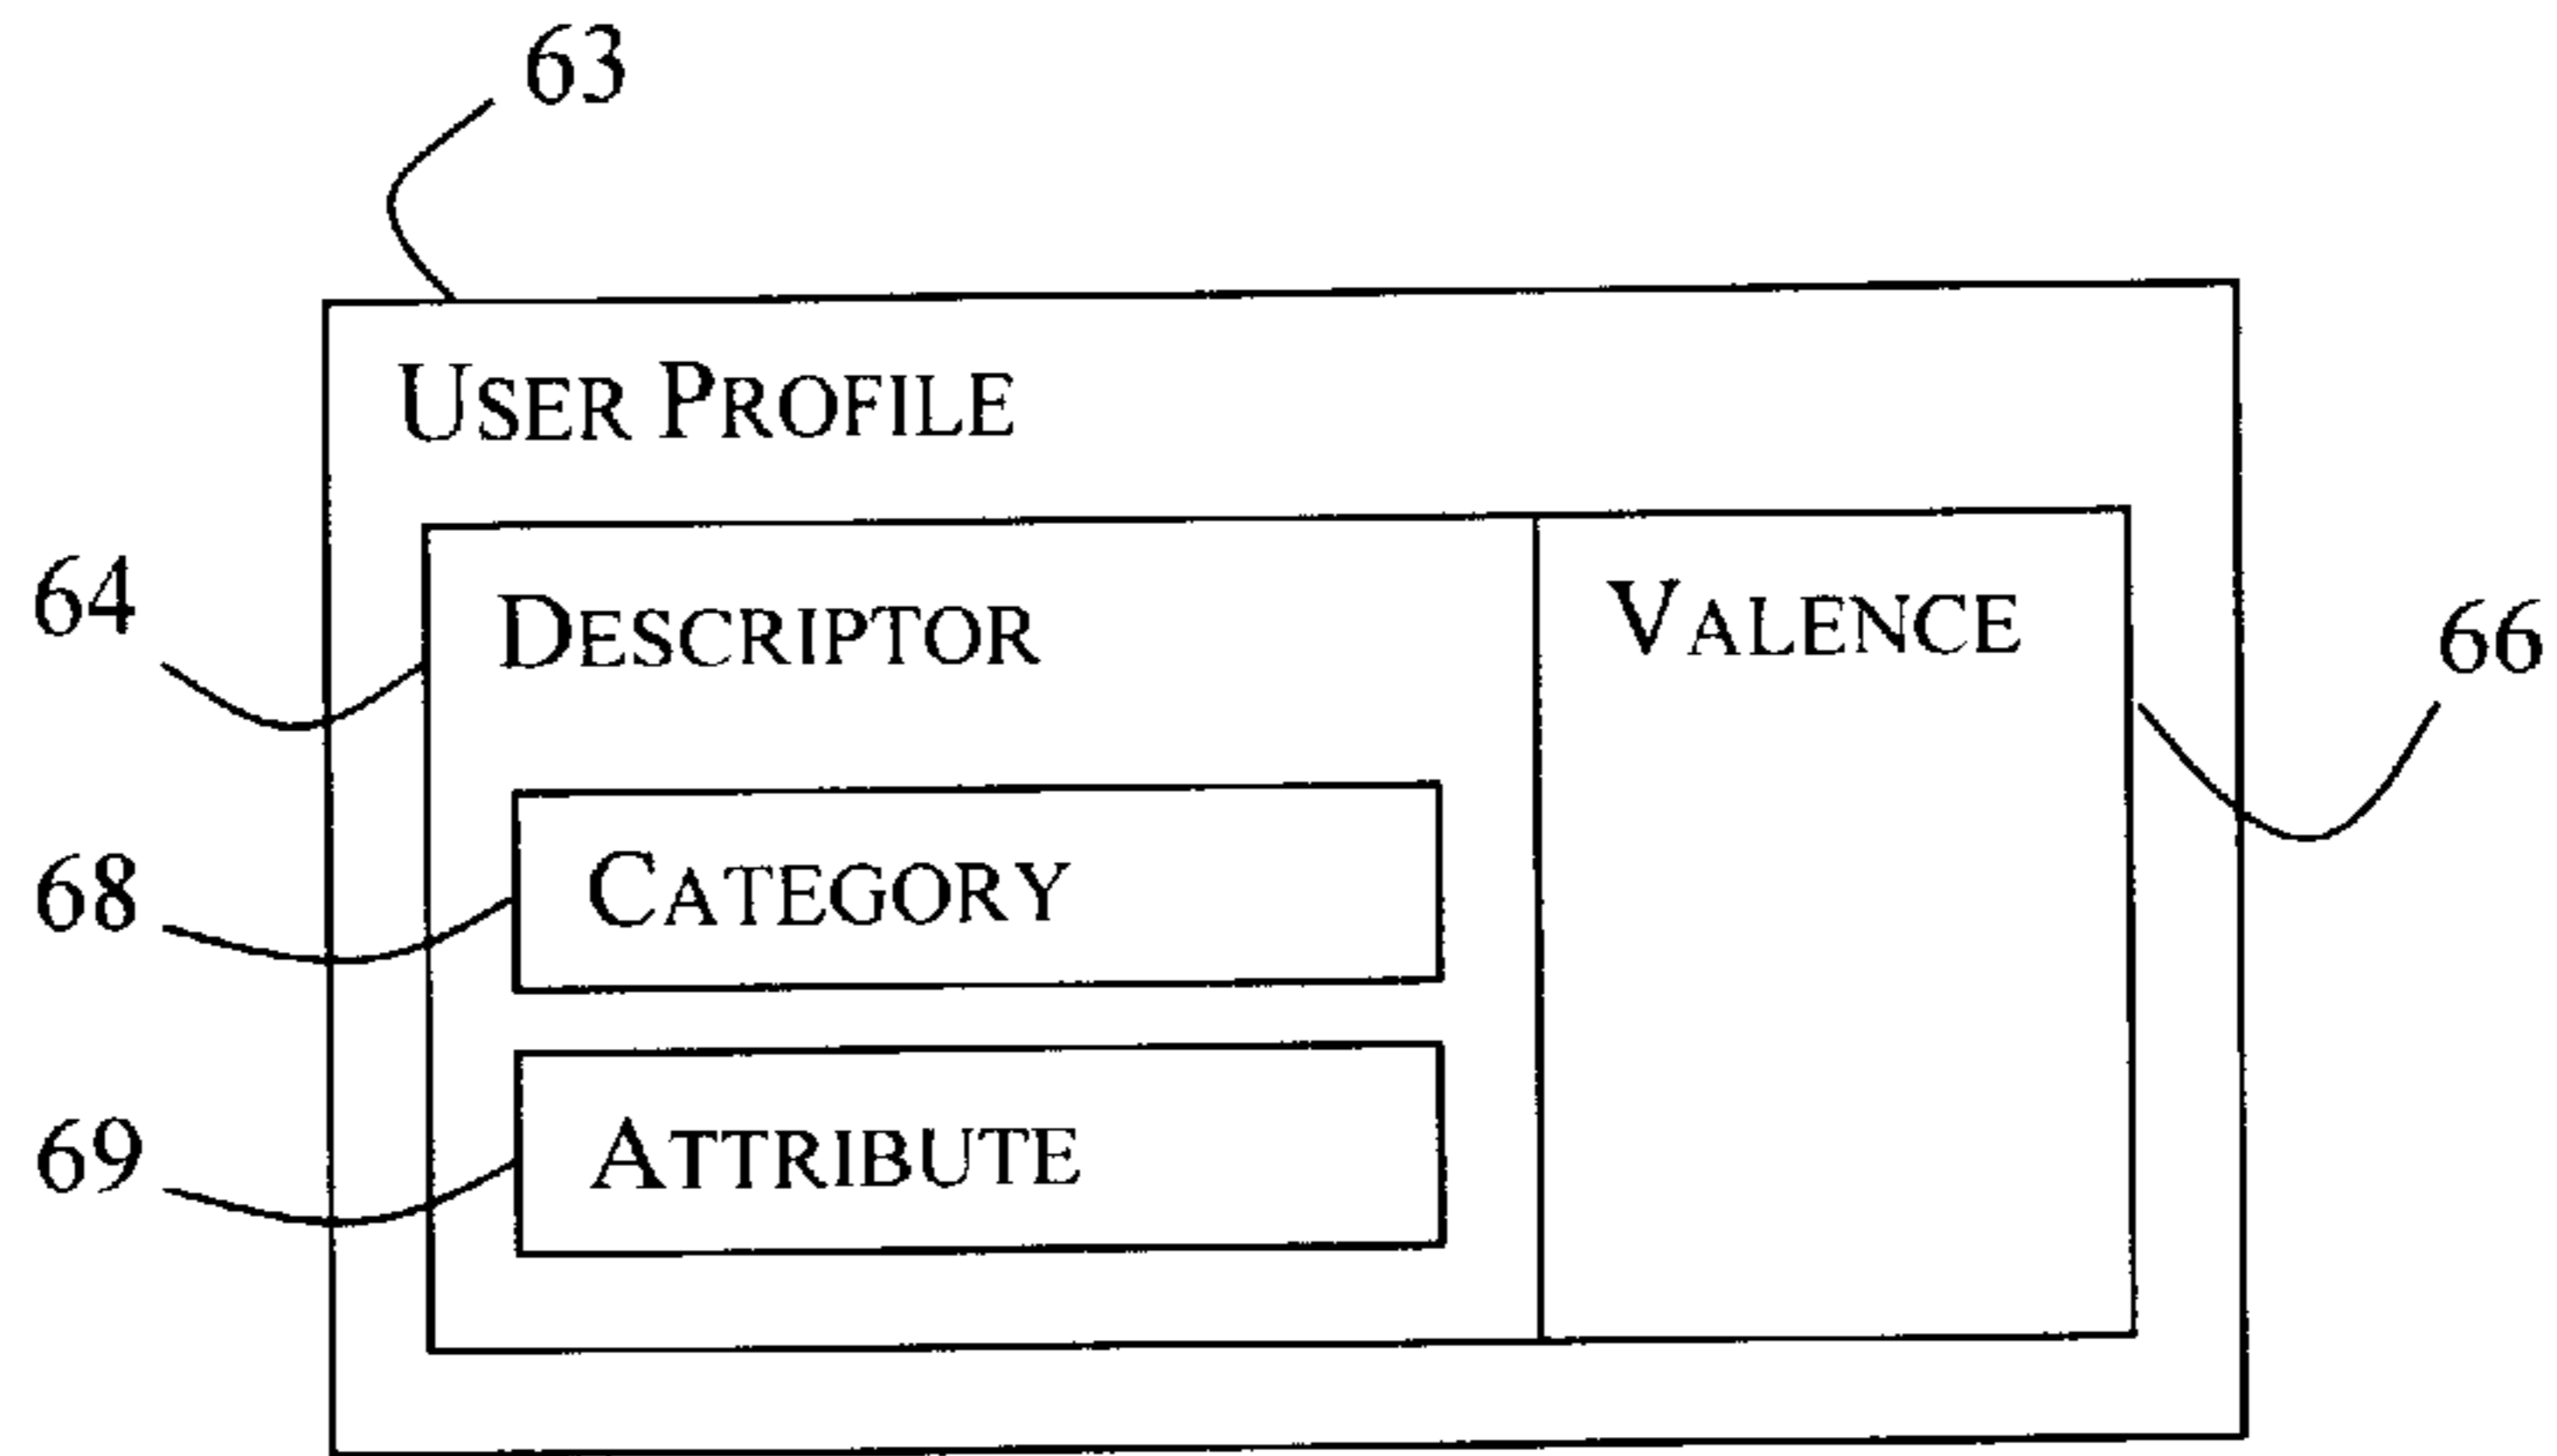 63
USER PROFILE
64
DESCRIPTOR
VALENCE
66
68
CATEGORY
69
ATTRIBUTE